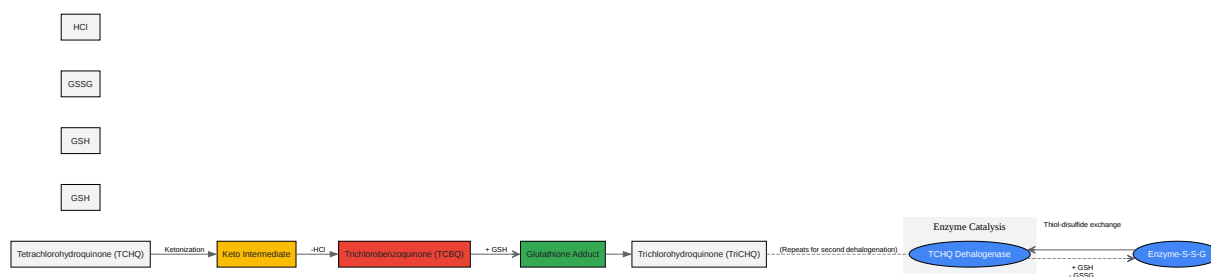 HCl
GSSG
GSH
GSH
Enzyme Catalysis
Thiol-disulfide exchange
Tetrachlorohydroquinone (TCHQ)
Ketonization
Keto Intermediate
-HCl
Trichlorobenzoquinone (TCBQ)
+ GSH
Glutathione Adduct
Trichlorohydroquinone (TriCHQ)
(Repeats for second dehalogenation)
TCHQ Dehalogenase
Enzyme-S-S-G
+ GSH
- GSSG